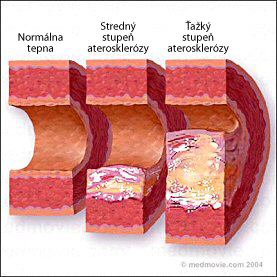 Normálna
tepna
Stredný
stupeň
aterosklerózy
Ťažký
stupeň
aterosklerózy
© medmovie.com 2004